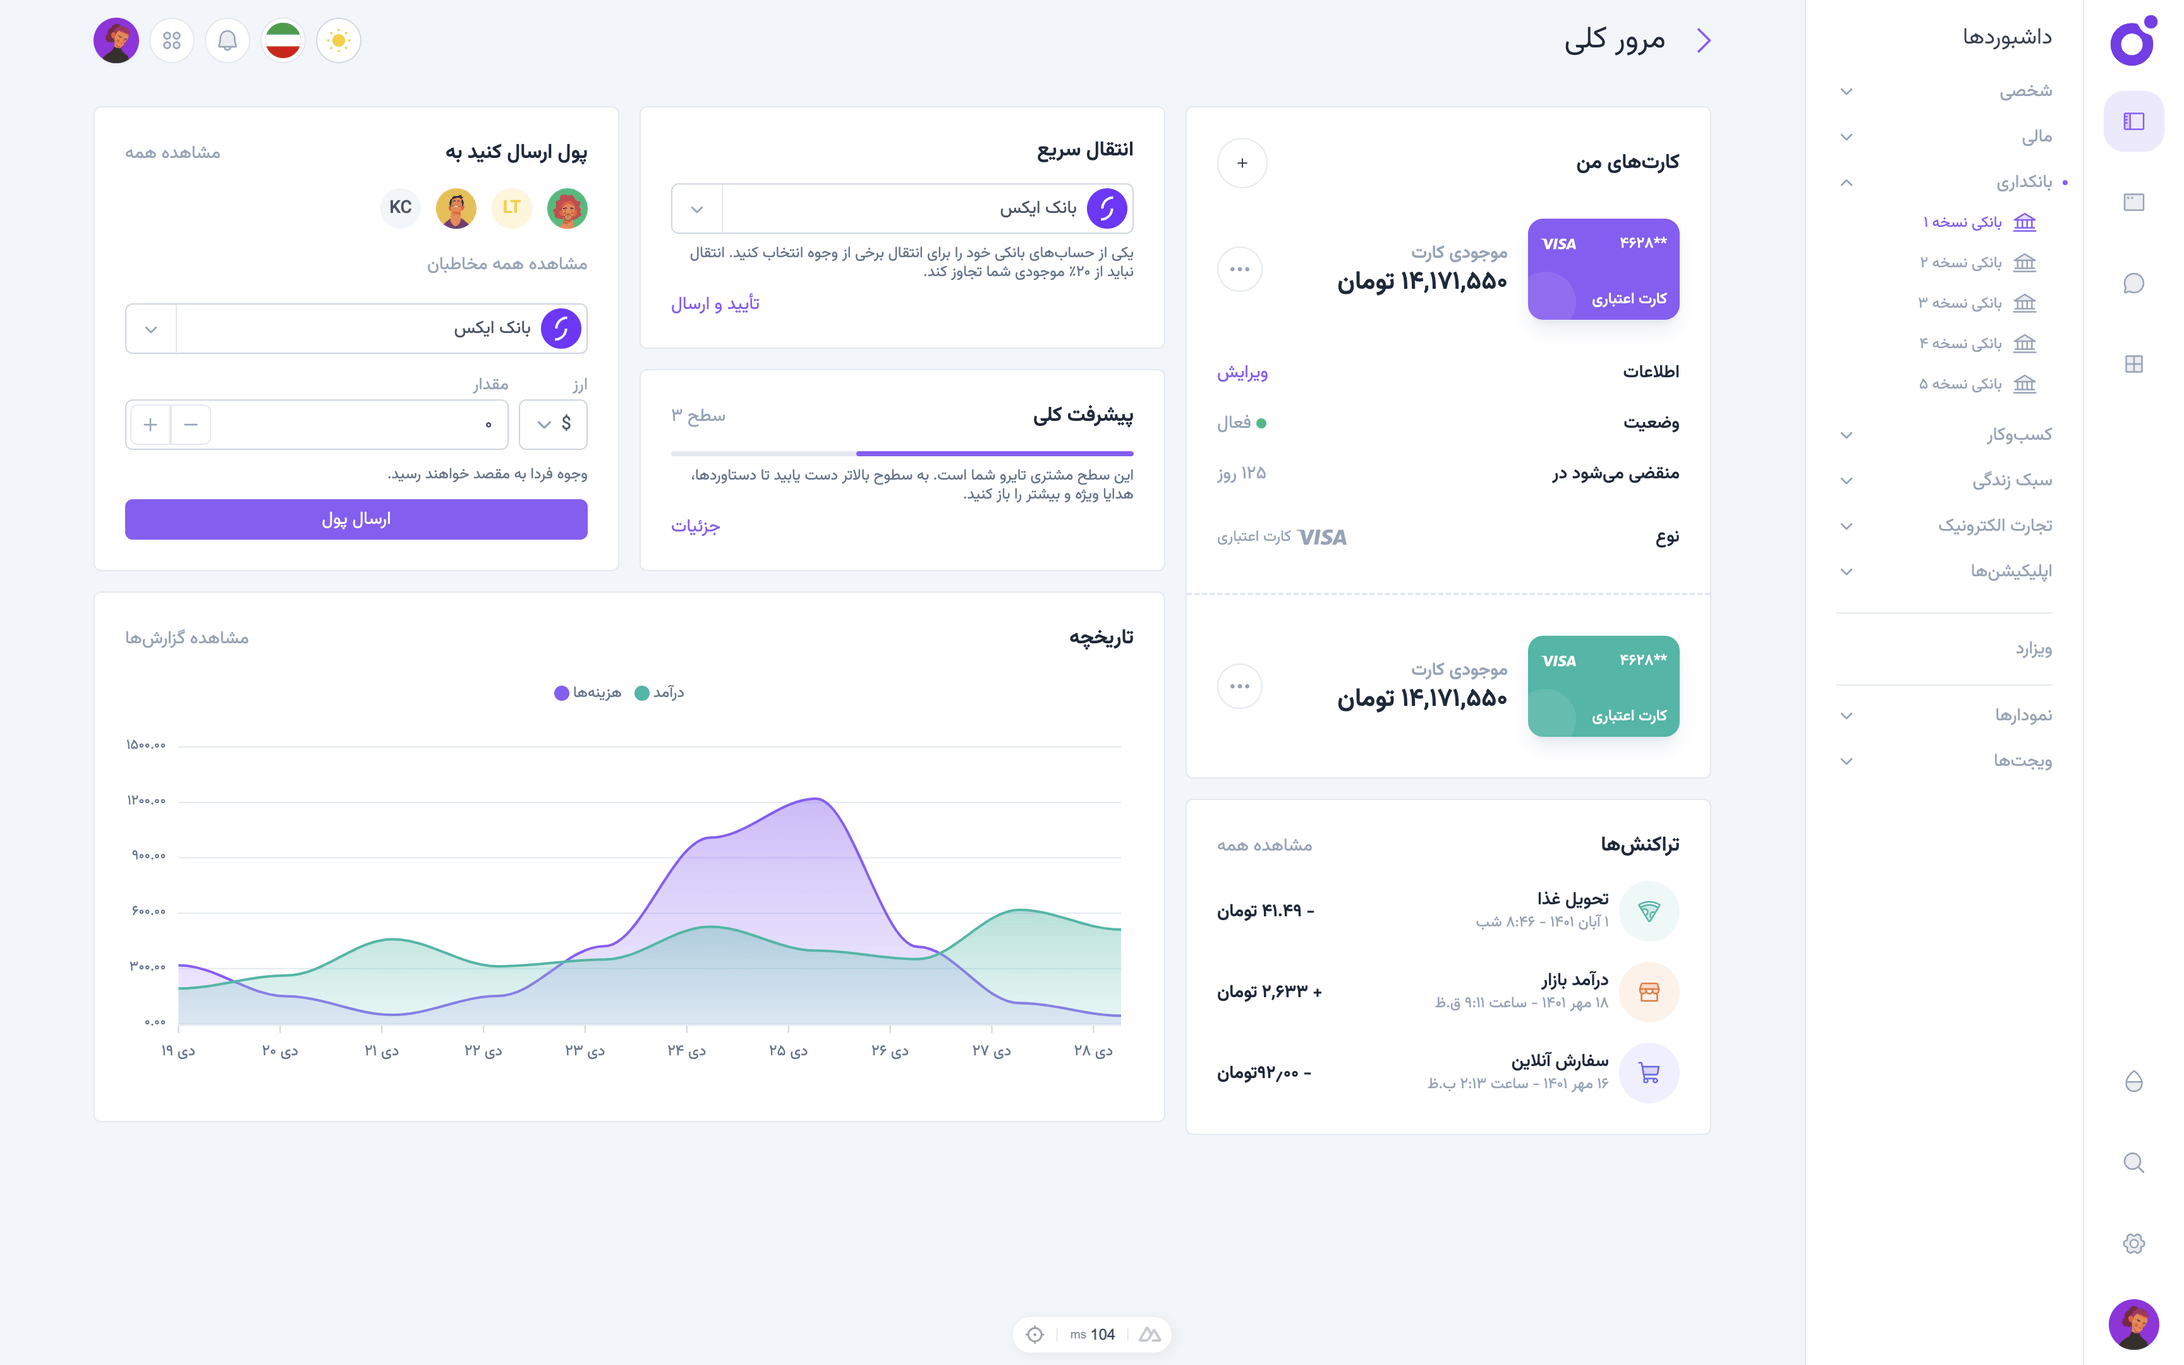 داشبوردها
شخصی
مالی
بانکداری
بانکی نسخه ۱
بانکی نسخه ۲
بانکی نسخه ۳
بانکی نسخه ۴
بانکی نسخه ۵
کسب‌وکار
سبک زندگی
تجارت الکترونیک
اپلیکیشن‌ها
ویزارد
نمودارها
ویجت‌ها
مرور کلی
کارت‌های من
+
۴۶۲۸**
VISA
کارت اعتباری
موجودی کارت
۱۴,۱۷۱,۵۵۰ تومان
اطلاعات
ویرایش
وضعیت
فعال
منقضی می‌شود در
۱۲۵ روز
نوع
VISA کارت اعتباری
۴۶۲۸**
VISA
کارت اعتباری
موجودی کارت
۱۴,۱۷۱,۵۵۰ تومان
تراکنش‌ها
مشاهده همه
تحویل غذا
۱ آبان ۱۴۰۱ - ۸:۴۶ شب
- ۴۱.۴۹ تومان
درآمد بازار
۱۸ مهر ۱۴۰۱ - ساعت ۹:۱۱ ق.ظ
+ ۲,۶۳۳ تومان
سفارش آنلاین
۱۶ مهر ۱۴۰۱ - ساعت ۲:۱۳ ب.ظ
- ۹۲٫۰۰تومان
انتقال سریع
بانک ایکس
یکی از حساب‌های بانکی خود را برای انتقال برخی از وجوه انتخاب کنید. انتقال
نباید از ۲۰٪ موجودی شما تجاوز کند.
تأیید و ارسال
پیشرفت کلی
سطح ۳
این سطح مشتری تایرو شما است. به سطوح بالاتر دست یابید تا دستاوردها،
هدایا ویژه و بیشتر را باز کنید.
جزئیات
پول ارسال کنید به
مشاهده همه
LT
KC
مشاهده همه مخاطبان
بانک ایکس
ارز
مقدار
$
۰
وجوه فردا به مقصد خواهند رسید.
ارسال پول
تاریخچه
مشاهده گزارش‌ها
درآمد
هزینه‌ها
۱۵۰۰.۰۰
۱۲۰۰.۰۰
۹۰۰.۰۰
۶۰۰.۰۰
۳۰۰.۰۰
۰.۰۰
۱۹ دی
۲۰ دی
۲۱ دی
۲۲ دی
۲۳ دی
۲۴ دی
۲۵ دی
۲۶ دی
۲۷ دی
۲۸ دی
104 ms